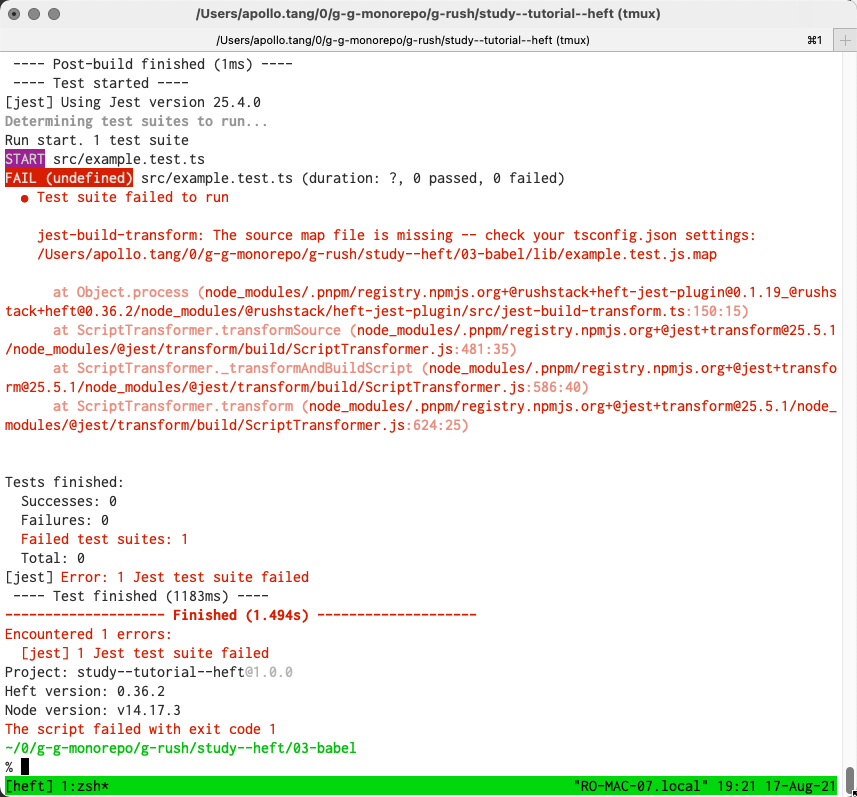 /Users/apollo.tang/0/g-g-monorepo/g-rush/study--tutorial--heft (tmux)
/Users/apollo.tang/0/g-g-monorepo/g-rush/study--tutorial--heft (tmux) ⌘1 +
---- Post-build finished (1ms) ----
---- Test started ----
[jest] Using Jest version 25.4.0
Determining test suites to run...
Run start. 1 test suite
START src/example.test.ts
FAIL (undefined) src/example.test.ts (duration: ?, 0 passed, 0 failed)
● Test suite failed to run
jest-build-transform: The source map file is missing -- check your tsconfig.json settings:
/Users/apollo.tang/0/g-g-monorepo/g-rush/study--heft/03-babel/lib/example.test.js.map
at Object.process (node_modules/.pnpm/registry.npmjs.org+@rushstack+heft-jest-plugin@0.1.19_@rushs
tack+heft@0.36.2/node_modules/@rushstack/heft-jest-plugin/src/jest-build-transform.ts:150:15)
at ScriptTransformer.transformSource (node_modules/.pnpm/registry.npmjs.org+@jest+transform@25.5.1
/node_modules/@jest/transform/build/ScriptTransformer.js:481:35)
at ScriptTransformer._transformAndBuildScript (node_modules/.pnpm/registry.npmjs.org+@jest+transfo
rm@25.5.1/node_modules/@jest/transform/build/ScriptTransformer.js:586:40)
at ScriptTransformer.transform (node_modules/.pnpm/registry.npmjs.org+@jest+transform@25.5.1/node_
modules/@jest/transform/build/ScriptTransformer.js:624:25)
Tests finished:
Successes: 0
Failures: 0
Failed test suites: 1
Total: 0
[jest] Error: 1 Jest test suite failed
---- Test finished (1183ms) ----
-------------------- Finished (1.494s) --------------------
Encountered 1 errors:
[jest] 1 Jest test suite failed
Project: study--tutorial--heft@1.0.0
Heft version: 0.36.2
Node version: v14.17.3
The script failed with exit code 1
~/0/g-g-monorepo/g-rush/study--heft/03-babel
%
[heft] 1:zsh* "RO-MAC-07.local" 19:21 17-Aug-21